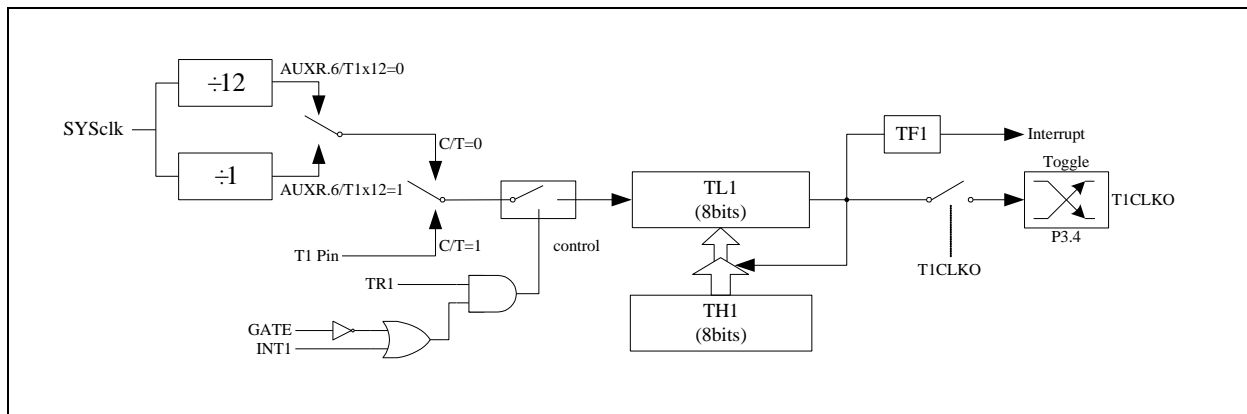 ÷12
AUXR.6/T1x12=0
SYSclk
÷1
AUXR.6/T1x12=1
C/T=0
C/T=1
T1 Pin
control
TR1
GATE
INT1
TL1
(8bits)
TH1
(8bits)
TF1
Interrupt
Toggle
T1CLKO
P3.4
T1CLKO